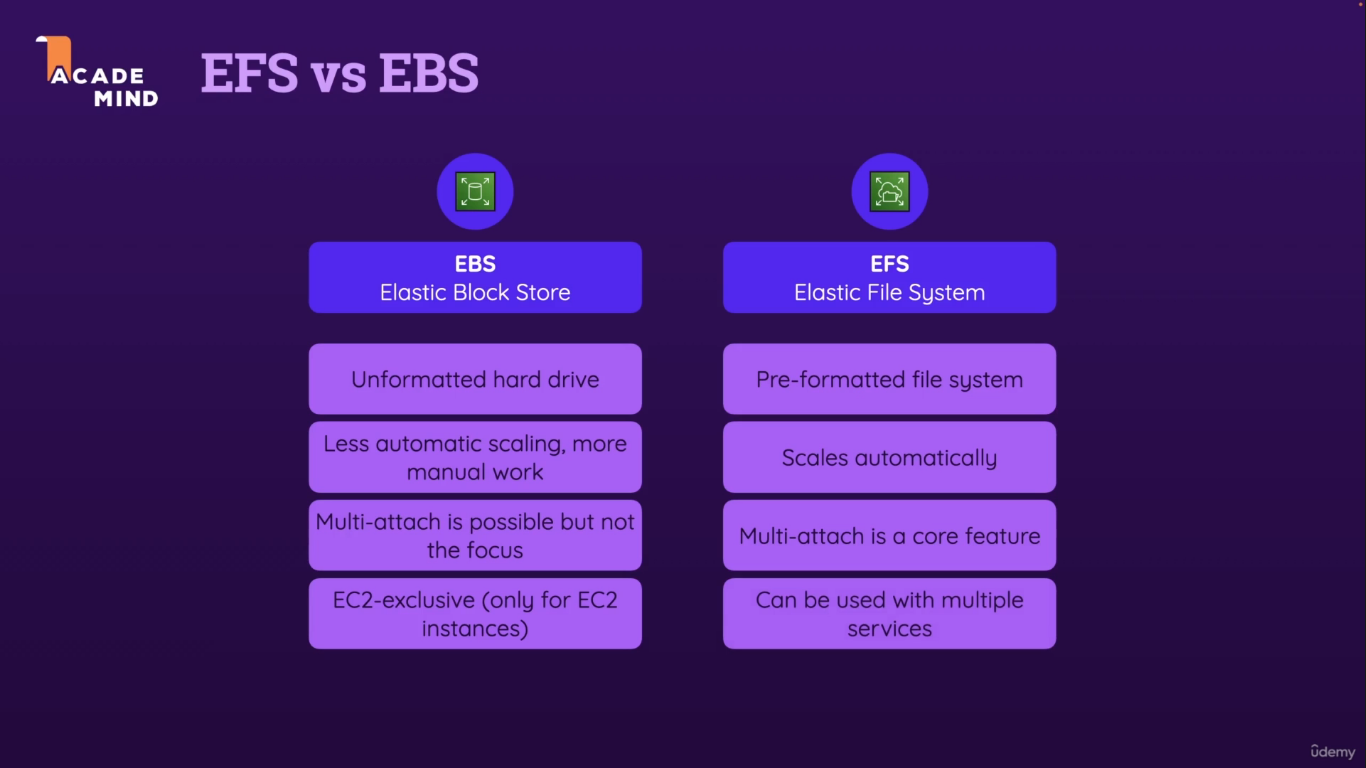 ACADE
MIND
EFS vs EBS
EBS
Elastic Block Store
Unformatted hard drive
Less automatic scaling, more
manual work
Multi-attach is possible but not
the focus
EC2-exclusive (only for EC2
instances)
EFS
Elastic File System
Pre-formatted file system
Scales automatically
Multi-attach is a core feature
Can be used with multiple
services
ûdemy